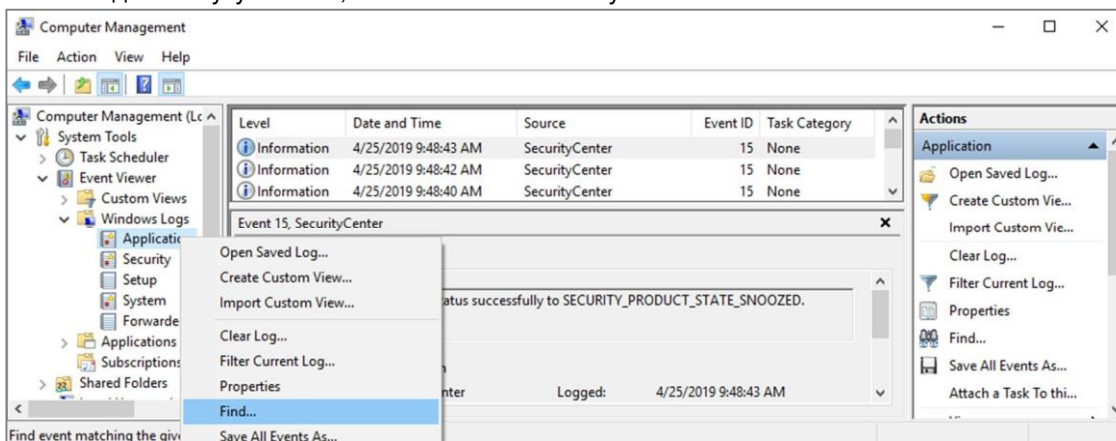 Computer Management
File Action View Help
Computer Management (Lc
System Tools
Task Scheduler
Event Viewer
Custom Views
Windows Logs
Applicatio
Security
Setup
System
Forwarde
Applications
Subscriptions
Shared Folders
Find event matching the give
Level Date and Time Source Event ID Task Category
Information 4/25/2019 9:48:43 AM SecurityCenter 15 None
Information 4/25/2019 9:48:42 AM SecurityCenter 15 None
Information 4/25/2019 9:48:40 AM SecurityCenter 15 None
Event 15, SecurityCenter
atus successfully to SECURITY_PRODUCT_STATE_SNOOZED.
nter Logged: 4/25/2019 9:48:43 AM
Open Saved Log...
Create Custom View...
Import Custom View...
Clear Log...
Filter Current Log...
Properties
Find...
Save All Events As...
Actions
Application
Open Saved Log...
Create Custom Vie...
Import Custom Vie...
Clear Log...
Filter Current Log...
Properties
Find...
Save All Events As...
Attach a Task To thi...